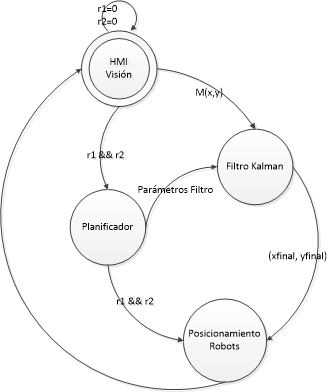 r1=0
r2=0
HMI
Visión
M(x,y)
r1 && r2
Filtro Kalman
Parámetros Filtro
Planificador
(xfinal, yfinal)
r1 && r2
Posicionamiento
Robots